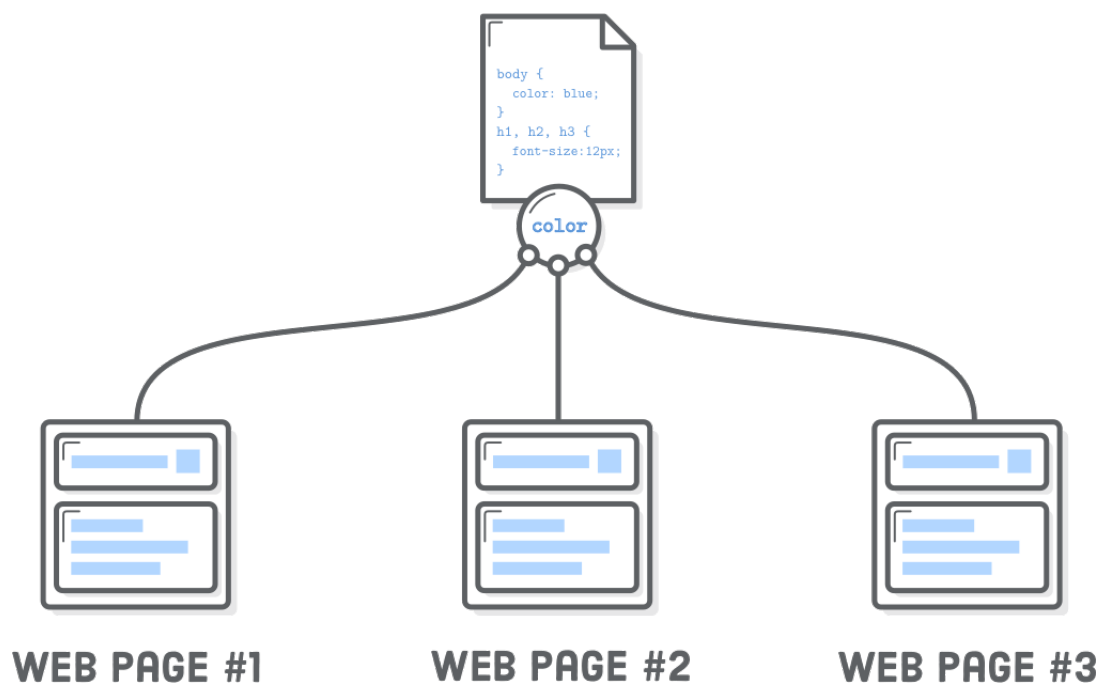 body {
  color: blue;
}
h1, h2, h3 {
  font-size:12px;
}
color
WEB PAGE #1
WEB PAGE #2
WEB PAGE #3